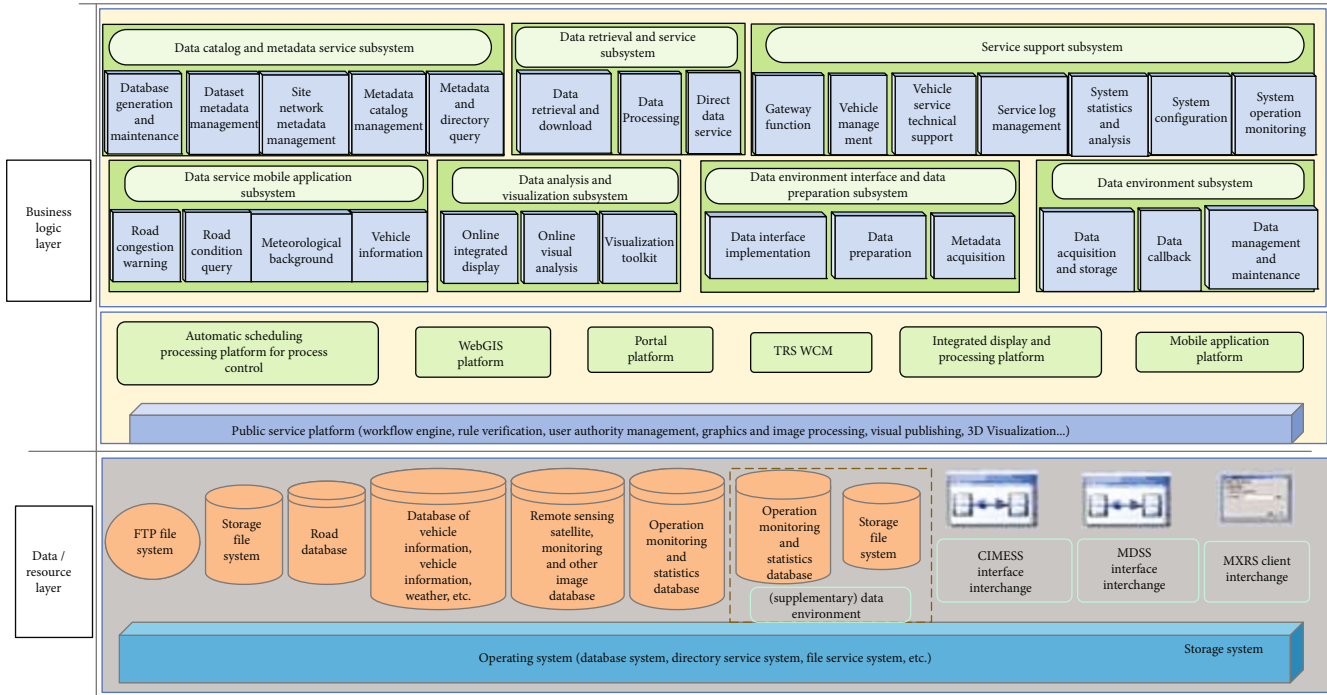 Business
logic
layer
Data catalog and metadata service subsystem
Database
generation
and
maintenance
Dataset
metadata
management
Site
network
metadata
management
Metadata
catalog
management
Metadata
and
directory
query
Data retrieval and service
subsystem
Data
retrieval and
download
Data
Processing
Direct
data
service
Service support subsystem
Gateway
function
Vehicle
manage
ment
Vehicle
service
technical
support
Service log
management
System
statistics
and
analysis
System
configuration
System
operation
monitoring
Data service mobile application
subsystem
Road
congestion
warning
Road
condition
query
Meteorological
background
Vehicle
information
Data analysis and
visualization subsystem
Online
integrated
display
Online
visual
analysis
Visualization
toolkit
Data environment interface and data
preparation subsystem
Data interface
implementation
Data
preparation
Metadata
acquisition
Data environment subsystem
Data
acquisition
and storage
Data
callback
Data
management
and
maintenance
Automatic scheduling
processing platform for process
control
WebGIS
platform
Portal
platform
TRS WCM
Integrated display and
processing platform
Mobile application
platform
Public service platform (workflow engine, rule verification, user authority management, graphics and image processing, visual publishing, 3D Visualization...)
Data /
resource
layer
FTP file
system
Storage
file
system
Road
database
Database of
vehicle
information,
vehicle
information,
weather, etc.
Remote sensing
satellite,
monitoring
and other
image
database
Operation
monitoring
and
statistics
database
Operation
monitoring
and
statistics
database
Storage
file
system
(supplementary) data
environment
CIMESS
interface
interchange
MDSS
interface
interchange
MXRS client
interchange
Storage system
Operating system (database system, directory service system, file service system, etc.)